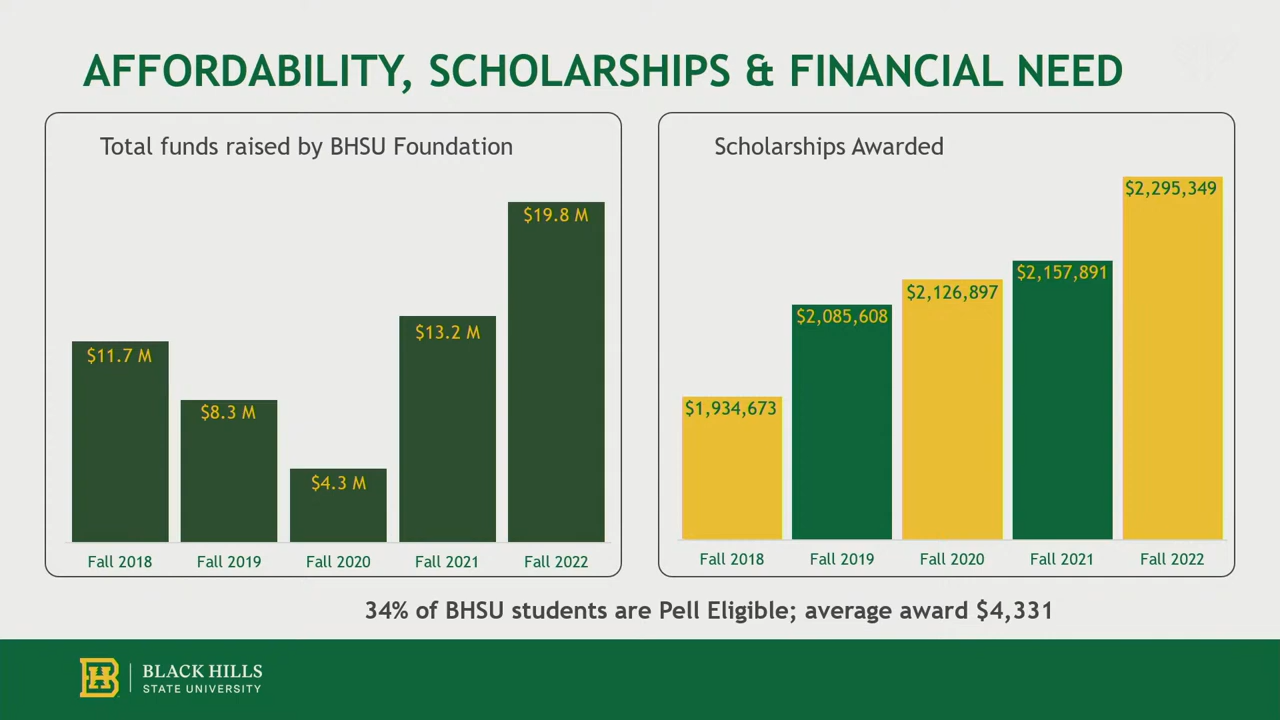 AFFORDABILITY, SCHOLARSHIPS & FINANCIAL NEED
Total funds raised by BHSU Foundation
$11.7 M
$8.3 M
$4.3 M
$13.2 M
$19.8 M
Fall 2018
Fall 2019
Fall 2020
Fall 2021
Fall 2022
Scholarships Awarded
$1,934,673
$2,085,608
$2,126,897
$2,157,891
$2,295,349
Fall 2018
Fall 2019
Fall 2020
Fall 2021
Fall 2022
34% of BHSU students are Pell Eligible; average award $4,331
BH
BLACK HILLS
STATE UNIVERSITY